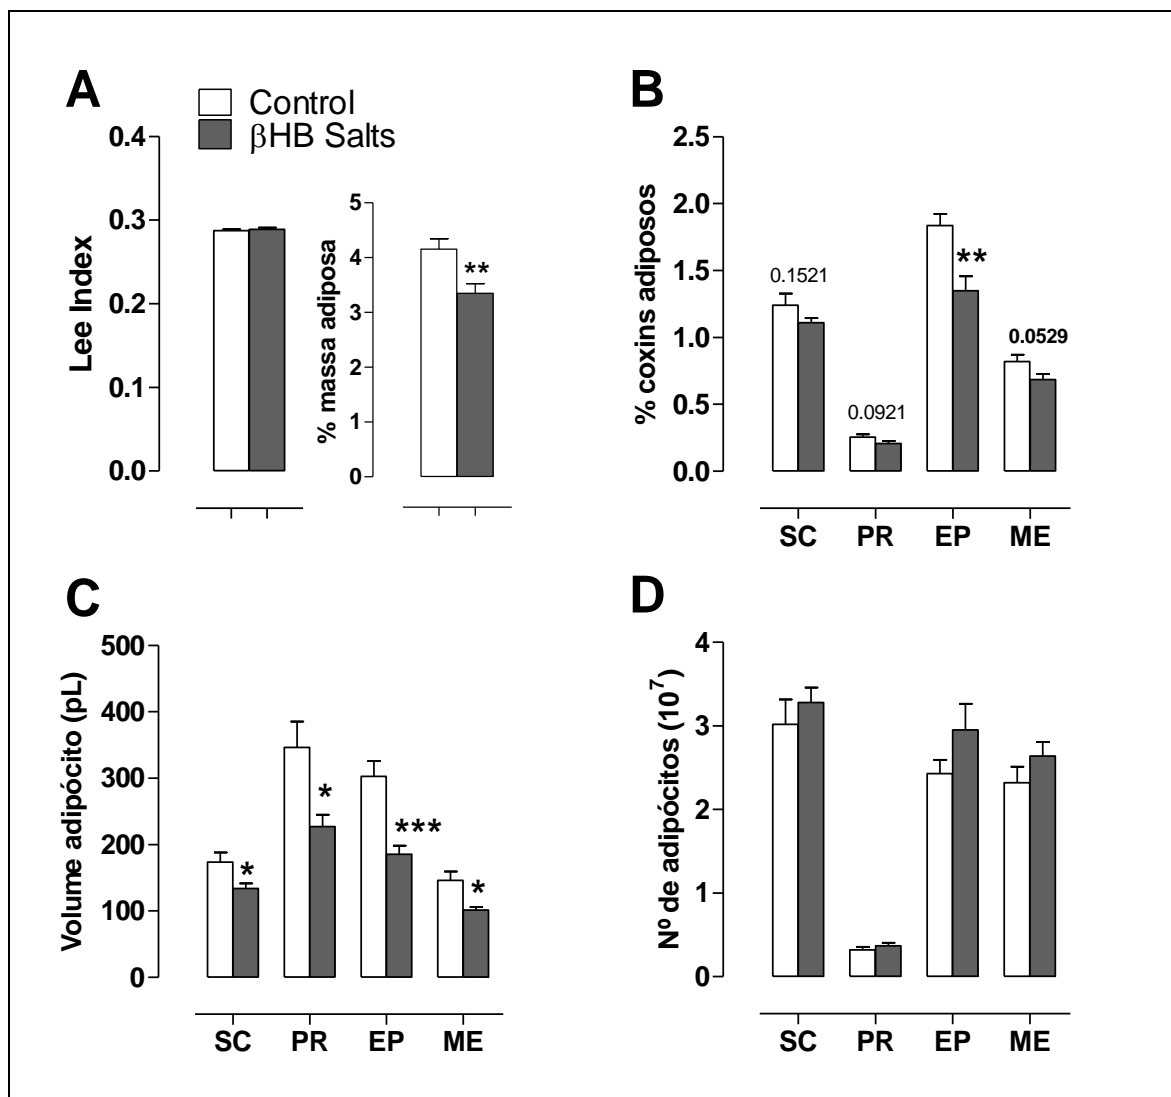 A
Control
βHB Salts
Lee Index
0.4
0.3
0.2
0.1
0.0
% massa adiposa
5
4
3
2
1
0
**
B
% coxins adiposos
2.5
2.0
1.5
1.0
0.5
0.0
0.1521
0.0921
**
0.0529
SC PR EP ME
C
Volume adipócito (pL)
500
400
300
200
100
0
*
*
***
*
SC PR EP ME
D
Nº de adipócitos (10⁷)
4
3
2
1
0
SC PR EP ME